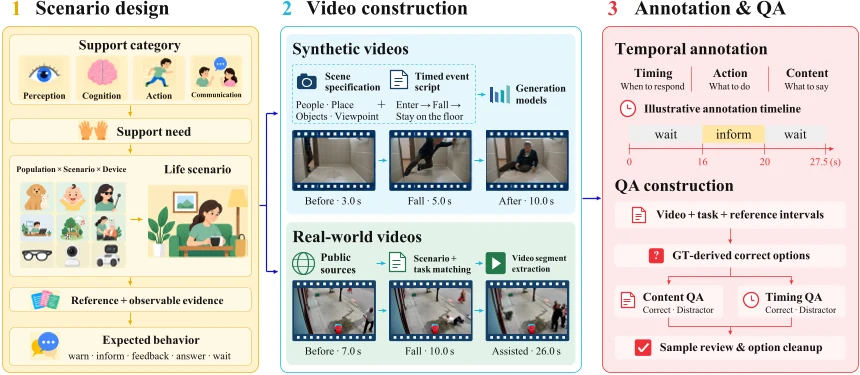 1 Scenario design
Support category
Perception
Cognition
Action
Communication
Support need
Population × Scenario × Device
Life scenario
Reference + observable evidence
Expected behavior
warn · inform · feedback · answer · wait
2 Video construction
Synthetic videos
Scene
specification
People · Place
Objects · Viewpoint
+
Timed event
script
Enter → Fall →
Stay on the floor
Generation
models
Before · 3.0 s
Fall · 5.0 s
After · 10.0 s
Real-world videos
Public
sources
Scenario +
task matching
Video segment
extraction
Before · 7.0 s
Fall · 10.0 s
Assisted · 26.0 s
3 Annotation & QA
Temporal annotation
Timing
When to respond
Action
What to do
Content
What to say
Illustrative annotation timeline
wait
inform
wait
0
16
20
27.5 (s)
QA construction
Video + task + reference intervals
? GT-derived correct options
Content QA
Correct · Distractor
Timing QA
Correct · Distractor
Sample review & option cleanup